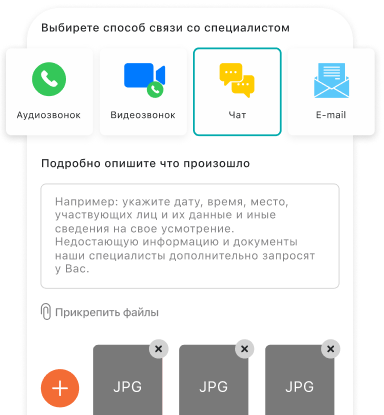 Выбирете способ связи со специалистом
Аудиозвонок
Видеозвонок
Чат
E-mail
Подробно опишите что произошло
Например: укажите дату, время, место,
участвующих лиц и их данные и иные
сведения на свое усмотрение.
Недостающую информацию и документы
наши специалисты дополнительно запросят
у Вас.
Прикрепить файлы
JPG
JPG
JPG